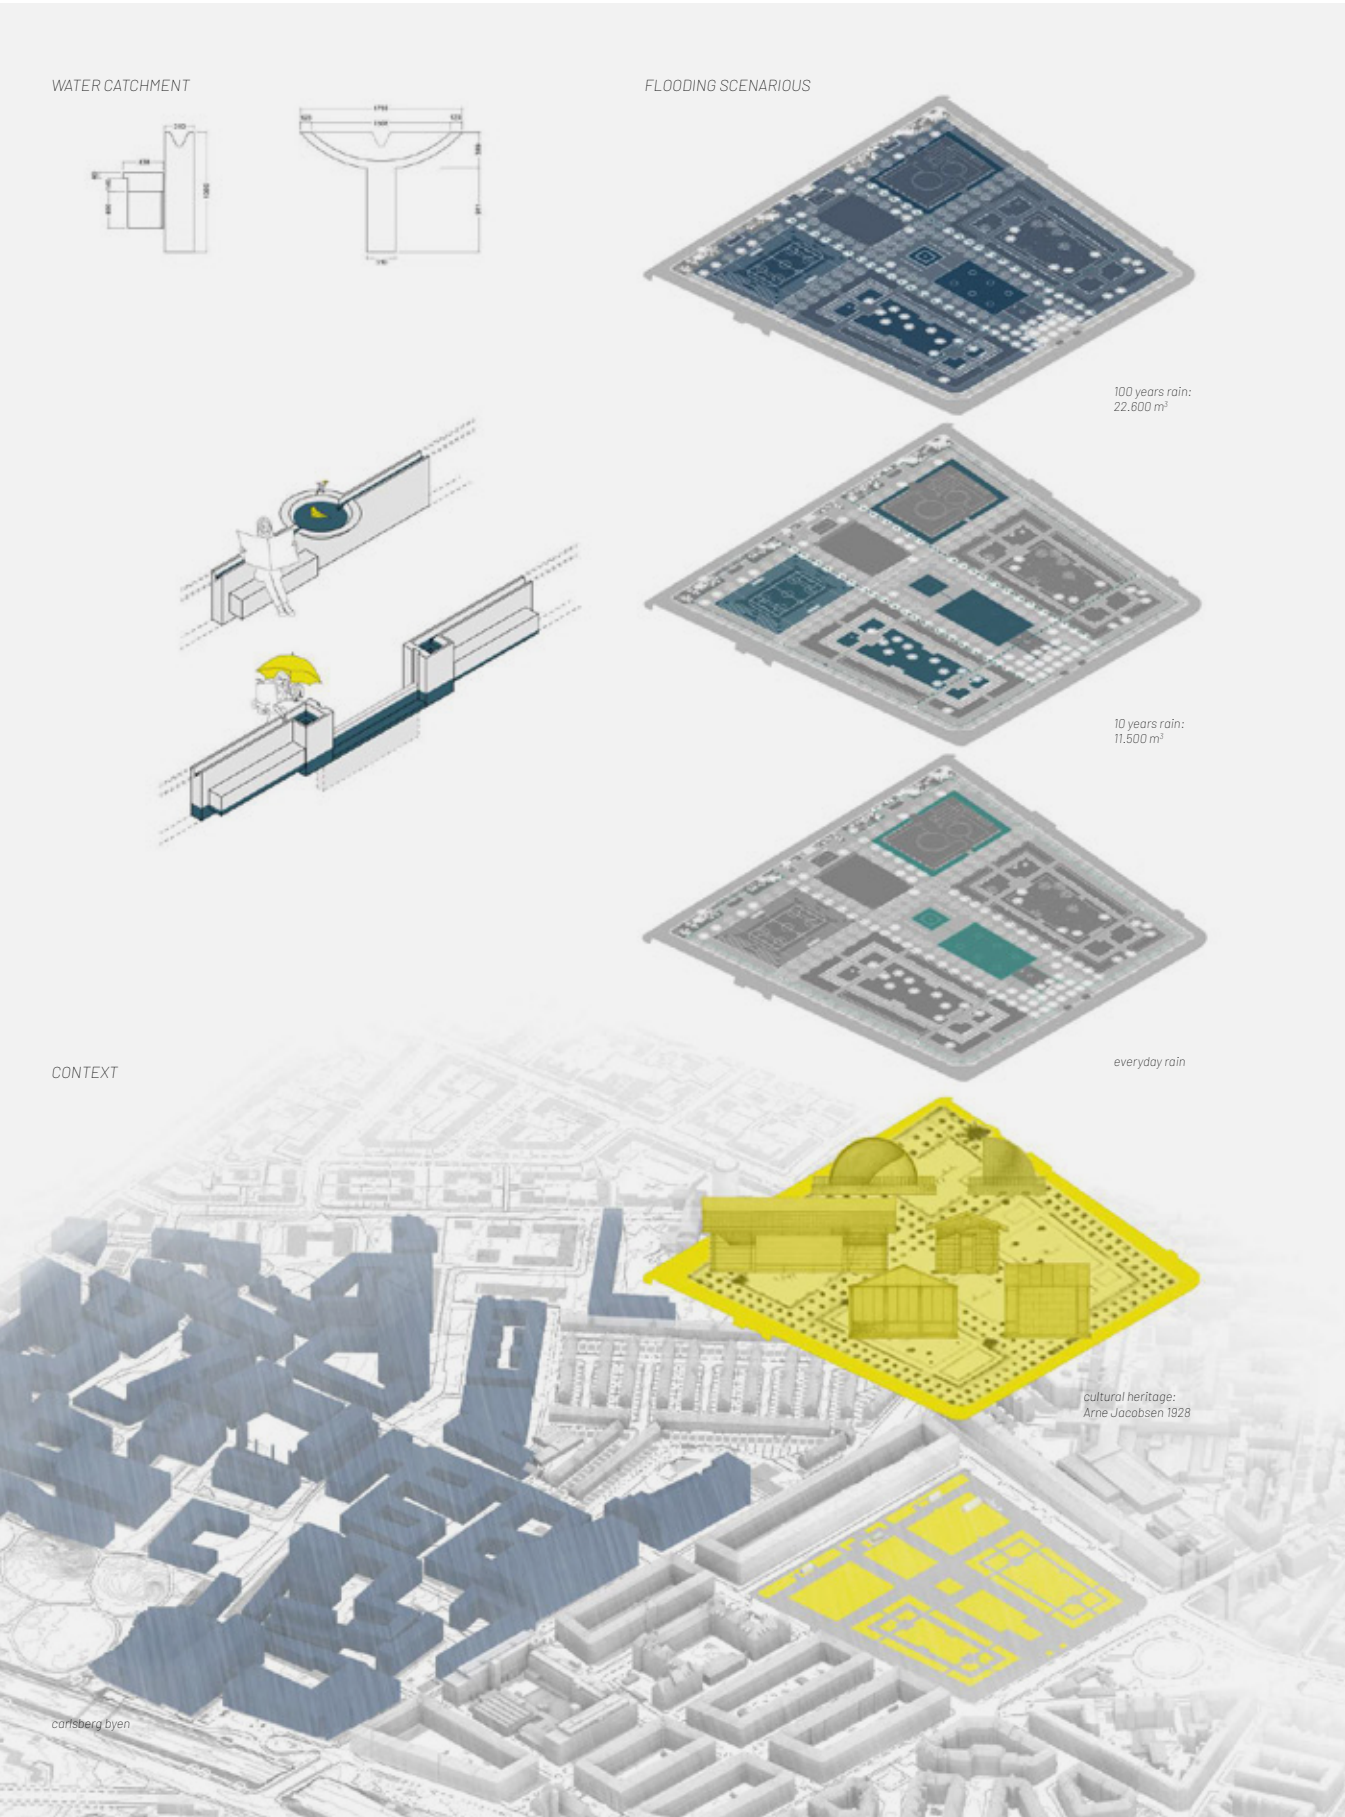 WATER CATCHMENT
FLOODING SCENARIOUS
100 years rain:
22.600 m³
10 years rain:
11.500 m³
everyday rain
CONTEXT
cultural heritage:
Arne Jacobsen 1928
carlsberg byen